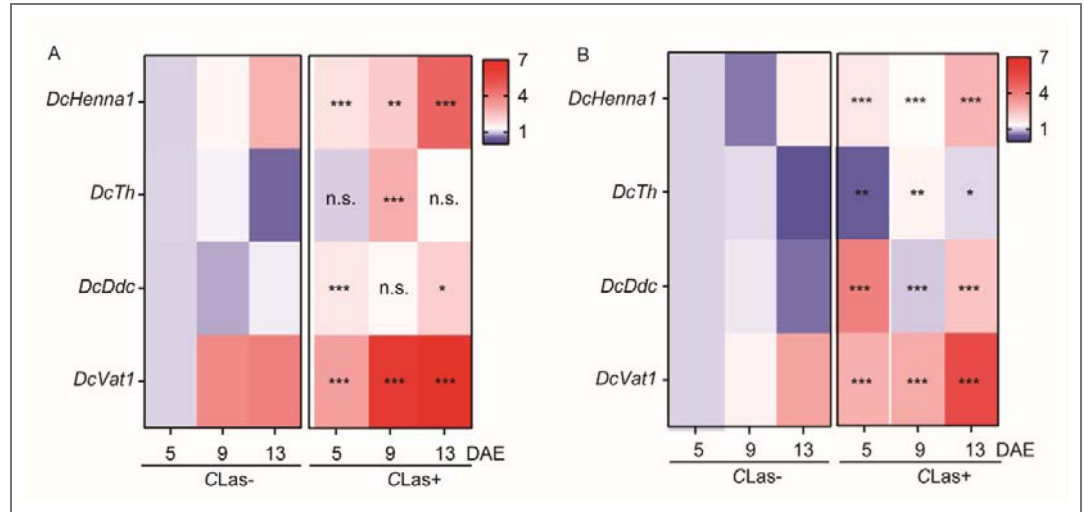 A
DcHenna1
*** ** ***
DcTh
n.s. *** n.s.
DcDdc
*** n.s. *
DcVat1
*** *** ***
7
4
1
5 9 13 5 9 13 DAE
CLas- CLas+
B
DcHenna1
*** *** ***
DcTh
** ** *
DcDdc
*** *** ***
DcVat1
*** *** ***
7
4
1
5 9 13 5 9 13 DAE
CLas- CLas+